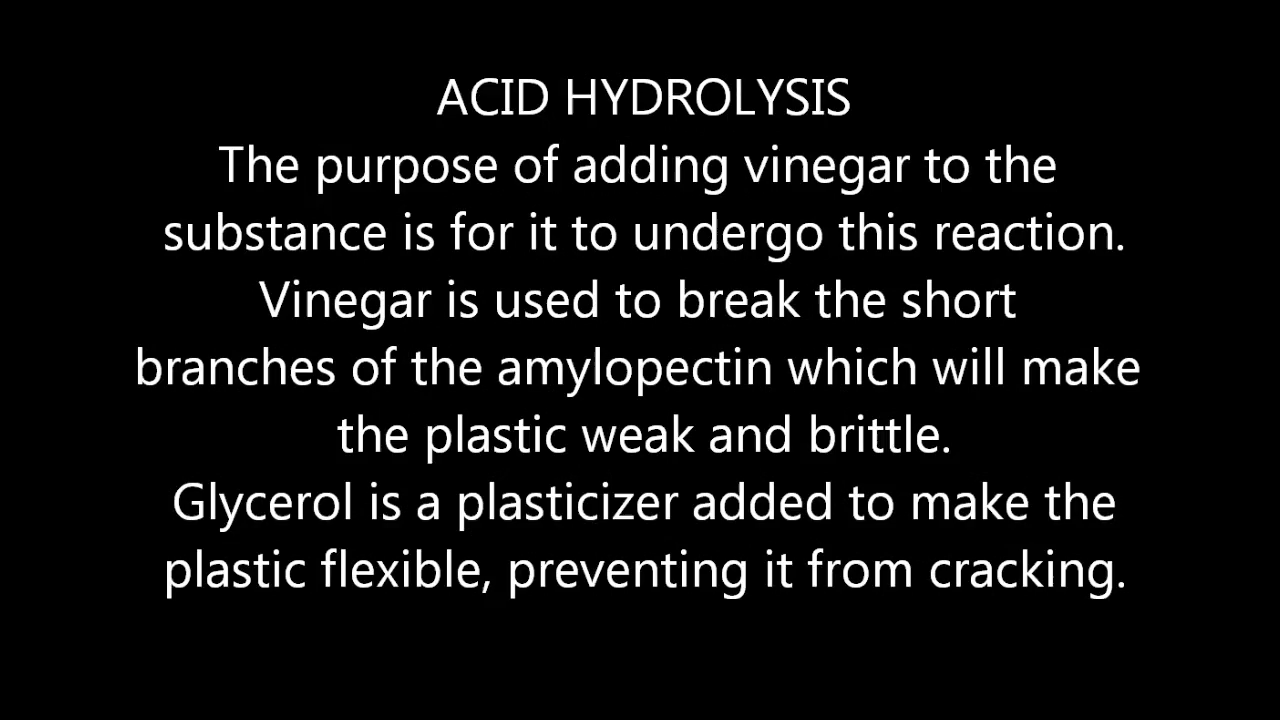 ACID HYDROLYSIS
The purpose of adding vinegar to the
substance is for it to undergo this reaction.
Vinegar is used to break the short
branches of the amylopectin which will make
the plastic weak and brittle.
Glycerol is a plasticizer added to make the
plastic flexible, preventing it from cracking.